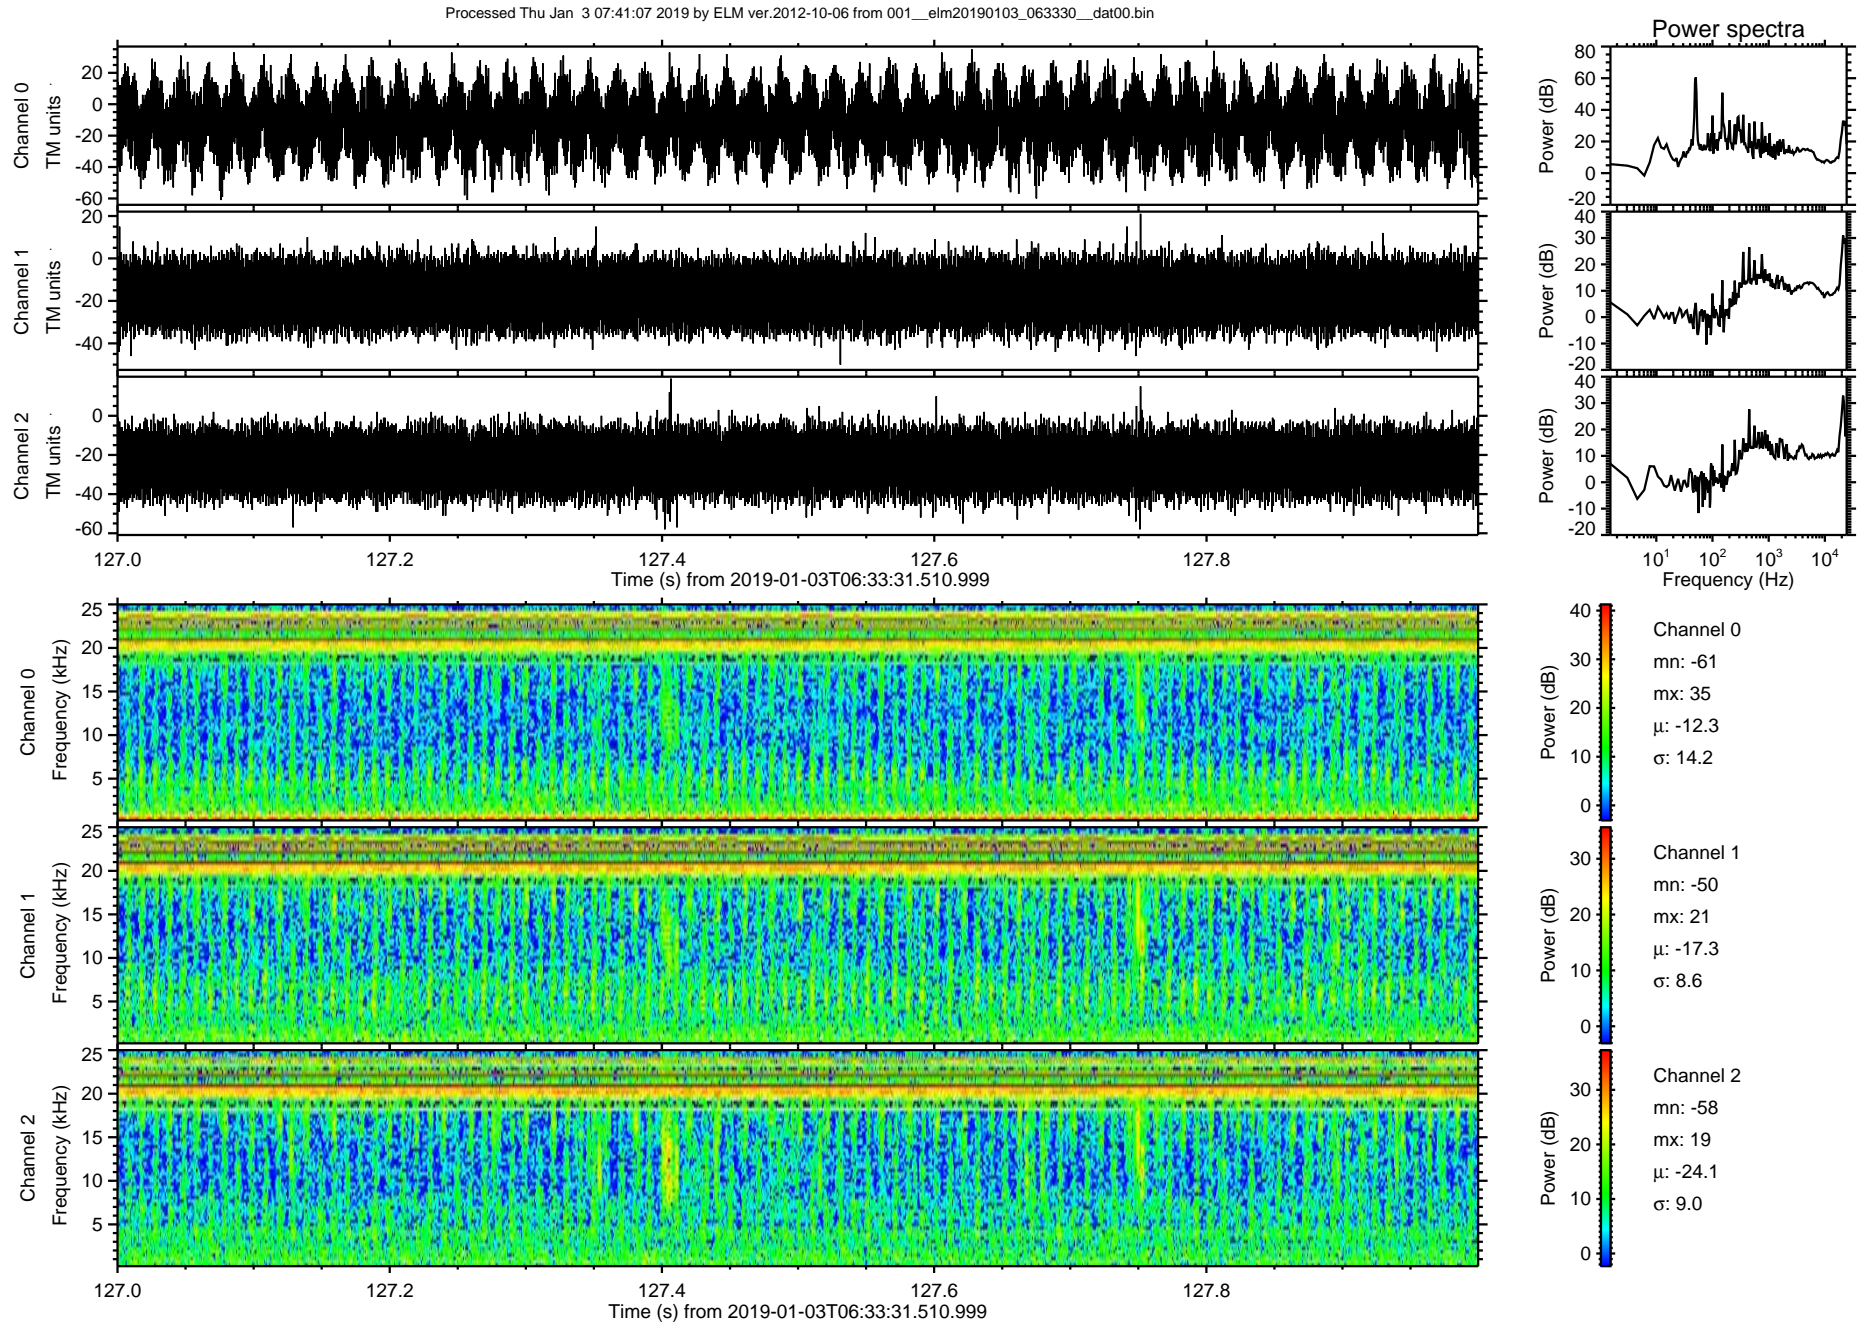 Processed Thu Jan  3 07:41:07 2019 by ELM ver.2012-10-06 from 001__elm20190103_063330__dat00.bin
Power spectra
Channel 0
TM units
20
0
-20
-40
-60
Power (dB)
80
60
40
20
0
-20
Channel 1
TM units
20
0
-20
-40
Power (dB)
40
30
20
10
0
-10
-20
Channel 2
TM units
0
-20
-40
-60
Power (dB)
40
30
20
10
0
-10
-20
127.0 127.2 127.4 127.6 127.8
Time (s) from 2019-01-03T06:33:31.510.999
10^1 10^2 10^3 10^4
Frequency (Hz)
Channel 0
Frequency (kHz)
25
20
15
10
5
Power (dB)
40
30
20
10
0
Channel 0
mn: -61
mx: 35
μ: -12.3
σ: 14.2
Channel 1
Frequency (kHz)
25
20
15
10
5
Power (dB)
30
20
10
0
Channel 1
mn: -50
mx: 21
μ: -17.3
σ: 8.6
Channel 2
Frequency (kHz)
25
20
15
10
5
Power (dB)
30
20
10
0
Channel 2
mn: -58
mx: 19
μ: -24.1
σ: 9.0
127.0 127.2 127.4 127.6 127.8
Time (s) from 2019-01-03T06:33:31.510.999